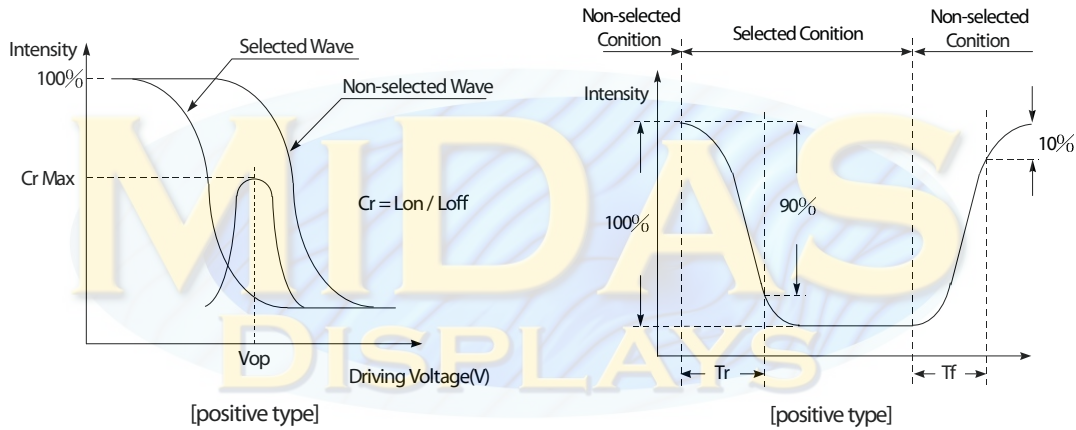 Intensity
100%
Selected Wave
Non-selected Wave
Cr Max
Cr = Lon / Loff
Vop
Driving Voltage(V)
[positive type]
Non-selected
Conition
Selected Conition
Non-selected
Conition
Intensity
10%
90%
100%
Tr
Tf
[positive type]
MIDAS
DISPLAYS